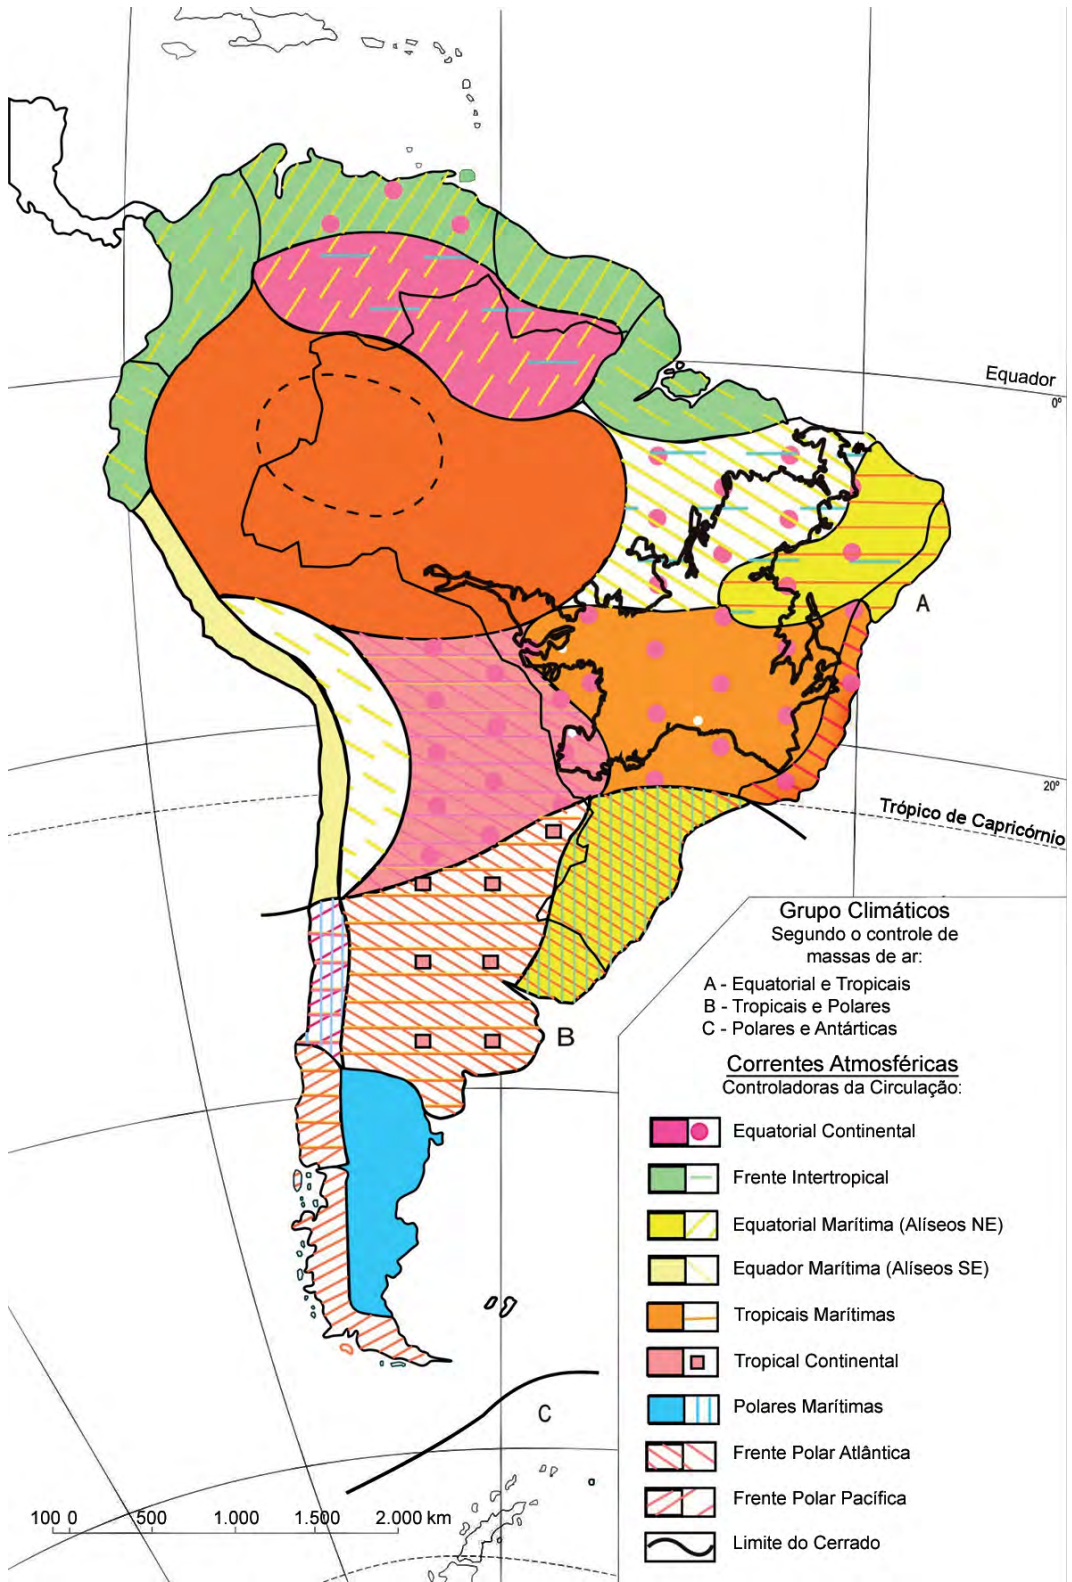 Equador
0º
A
20º
Trópico de Capricórnio
Grupo Climáticos
Segundo o controle de
massas de ar:
A - Equatorial e Tropicais
B - Tropicais e Polares
C - Polares e Antárticas
B
Correntes Atmosféricas
Controladoras da Circulação:
Equatorial Continental
Frente Intertropical
Equatorial Marítima (Alíseos NE)
Equador Marítima (Alíseos SE)
Tropicais Marítimas
Tropical Continental
Polares Marítimas
C
Frente Polar Atlântica
Frente Polar Pacífica
Limite do Cerrado
100 0 500 1.000 1.500 2.000 km